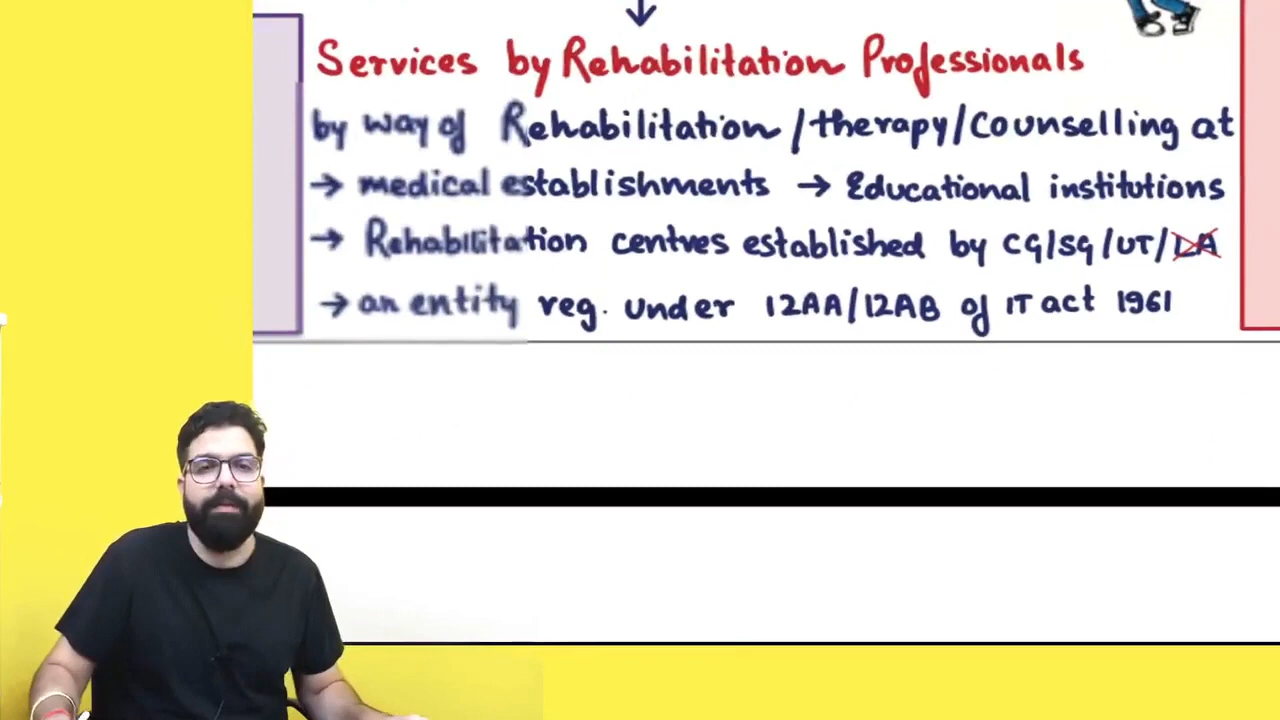 Services by Rehabilitation Professionals
by way of Rehabilitation/therapy/Counselling at
→ medical establishments → Educational institutions
→ Rehabilitation centres established by CG/SG/UT/LA
→ an entity reg. under 12AA/12AB of IT act 1961